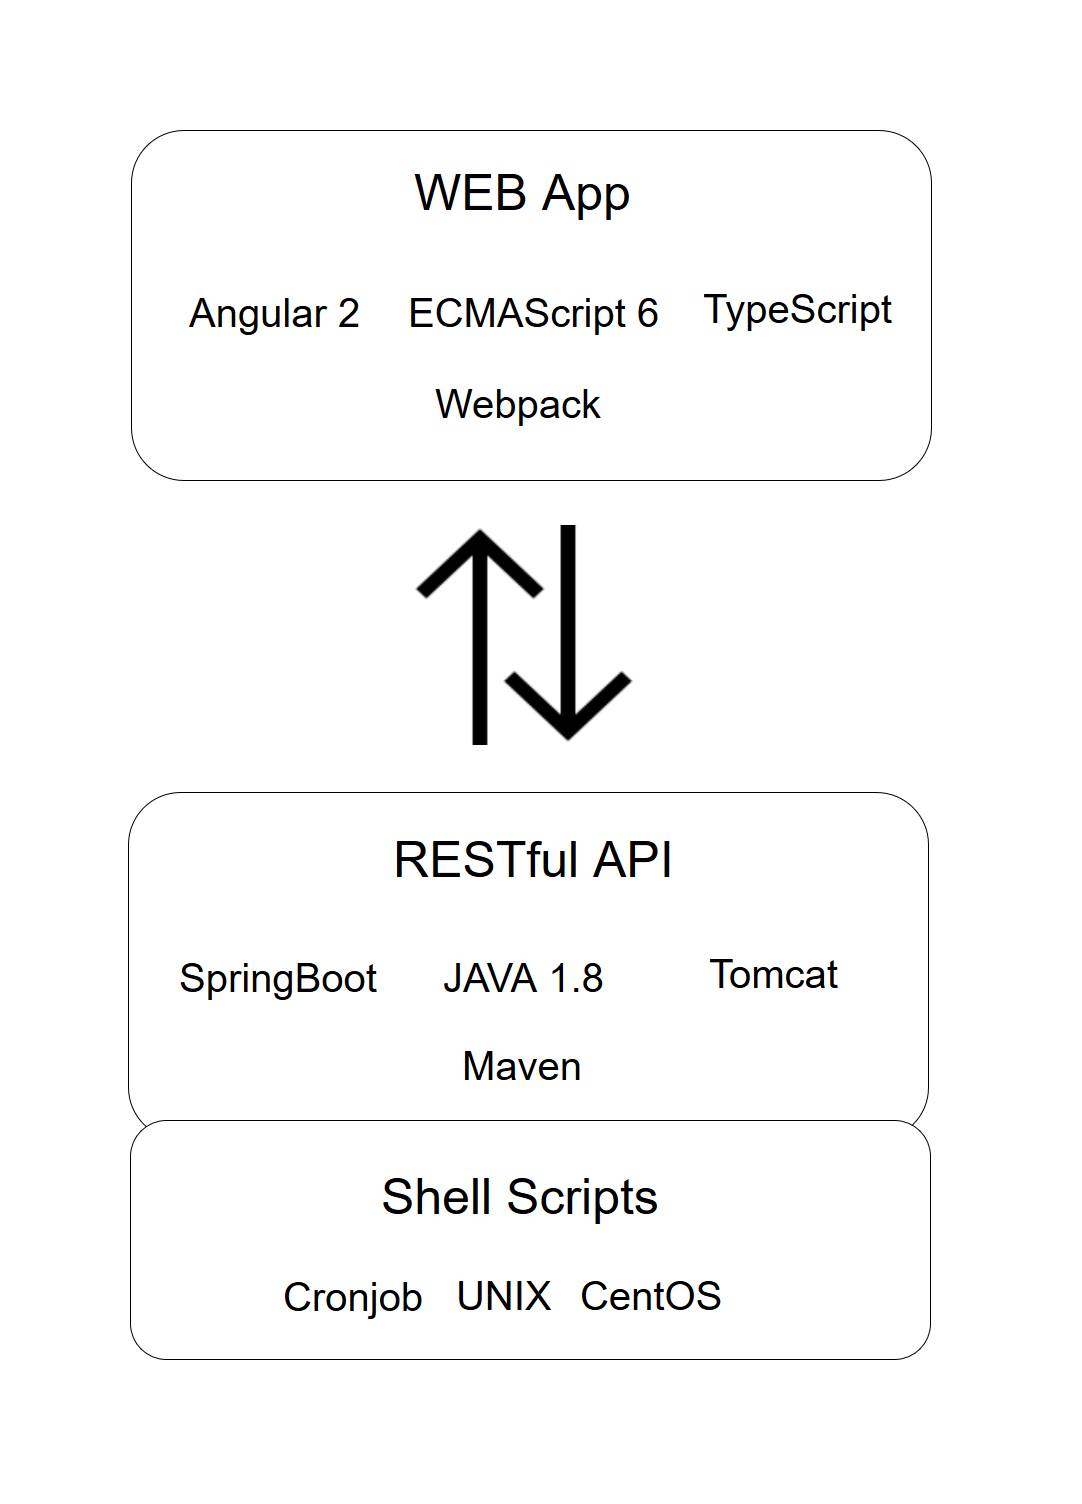 WEB App
Angular 2 ECMAScript 6 TypeScript
Webpack
RESTful API
SpringBoot JAVA 1.8 Tomcat
Maven
Shell Scripts
Cronjob UNIX CentOS